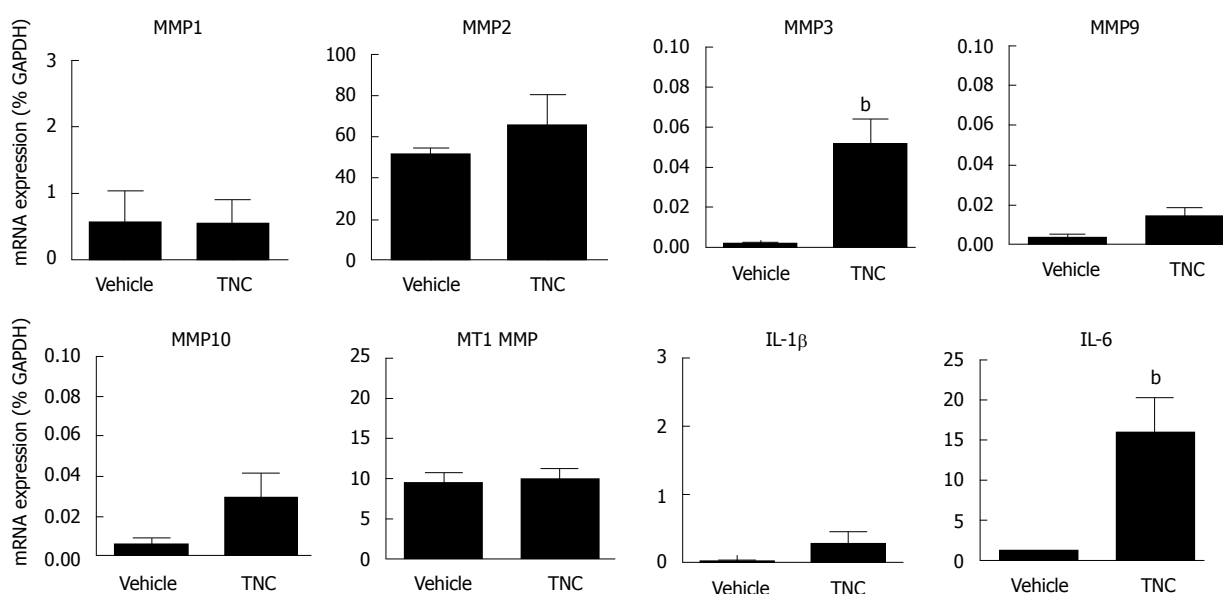 MMP1
MMP2
MMP3
MMP9
mRNA expression (% GAPDH)
3
2
1
0
Vehicle
TNC
100
80
60
40
20
0
Vehicle
TNC
0.10
0.08
0.06
0.04
0.02
0.00
b
Vehicle
TNC
0.10
0.08
0.06
0.04
0.02
0.00
Vehicle
TNC
MMP10
MT1 MMP
IL-1β
IL-6
mRNA expression (% GAPDH)
0.10
0.08
0.06
0.04
0.02
0.00
Vehicle
TNC
25
20
15
10
5
0
Vehicle
TNC
3
2
1
0
Vehicle
TNC
25
20
15
10
5
0
b
Vehicle
TNC